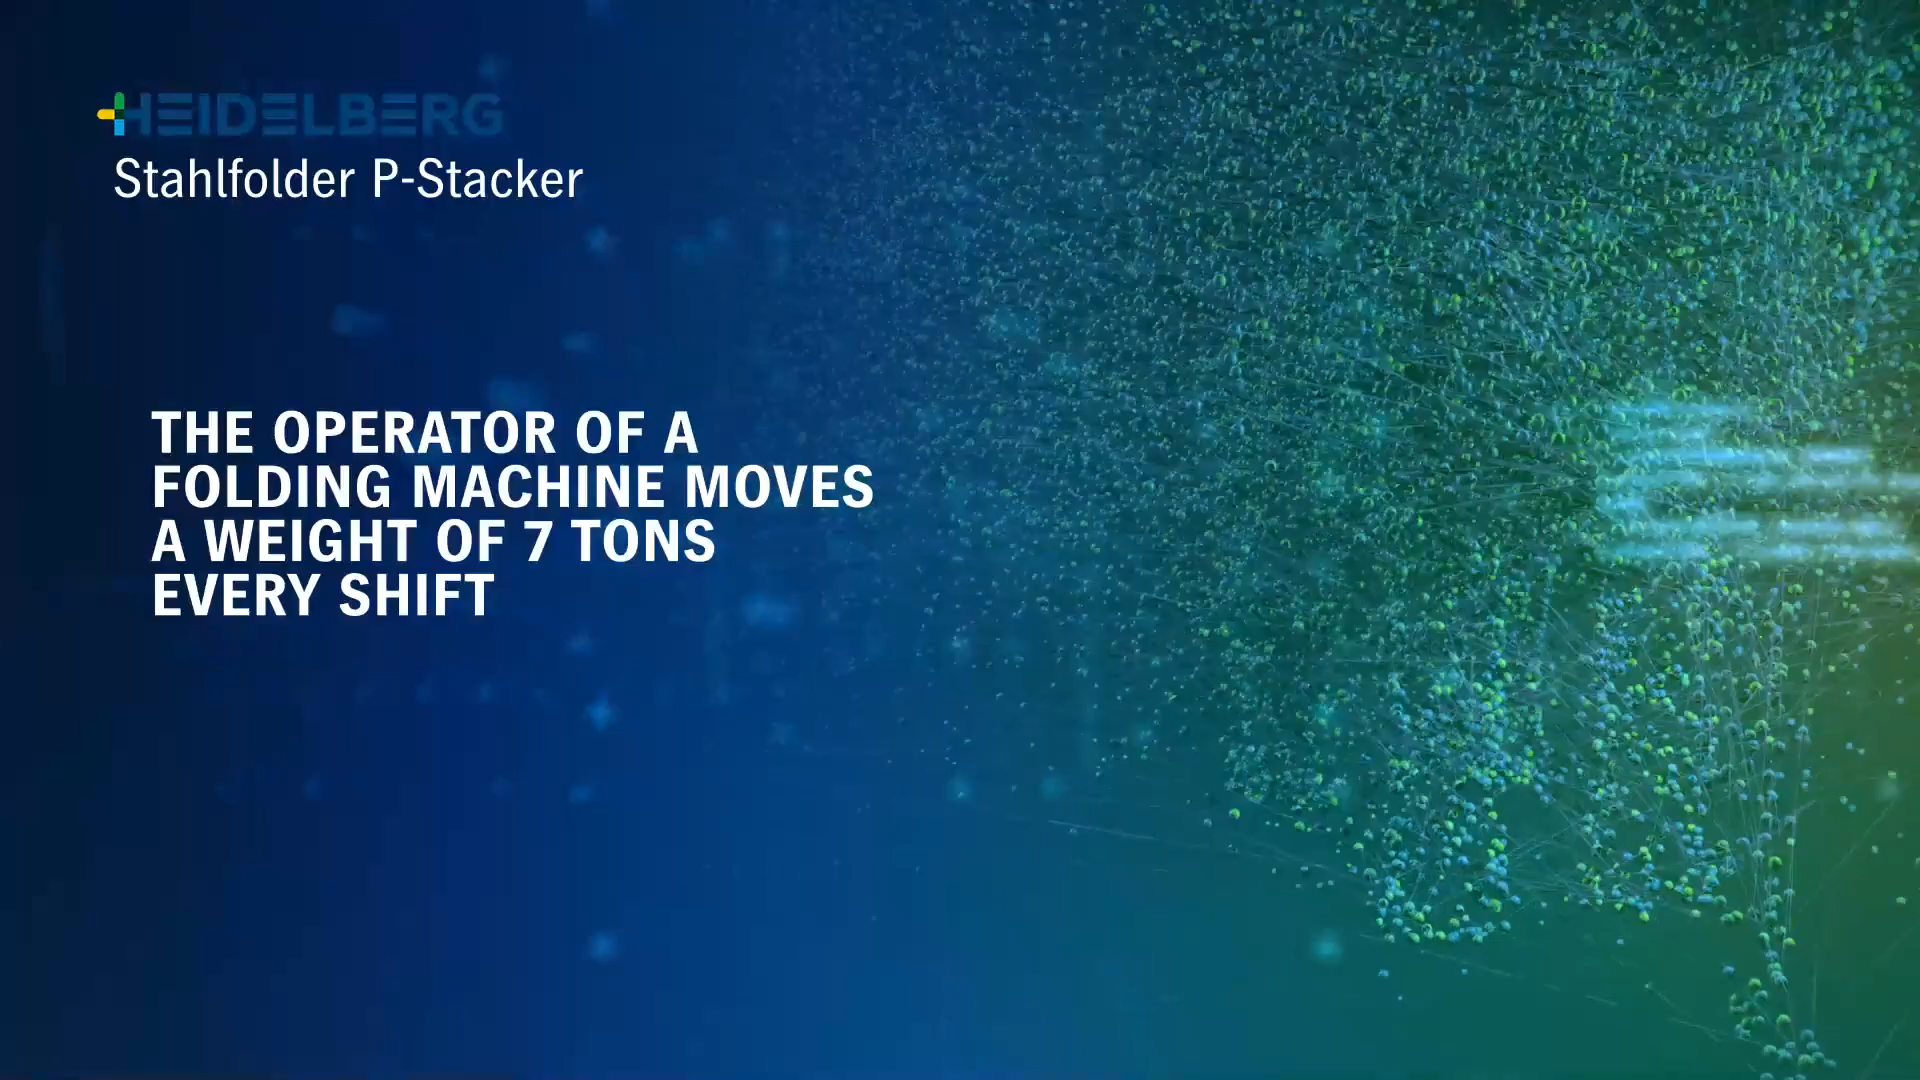 HEIDELBERG
Stahlfolder P-Stacker
THE OPERATOR OF A
FOLDING MACHINE MOVES
A WEIGHT OF 7 TONS
EVERY SHIFT